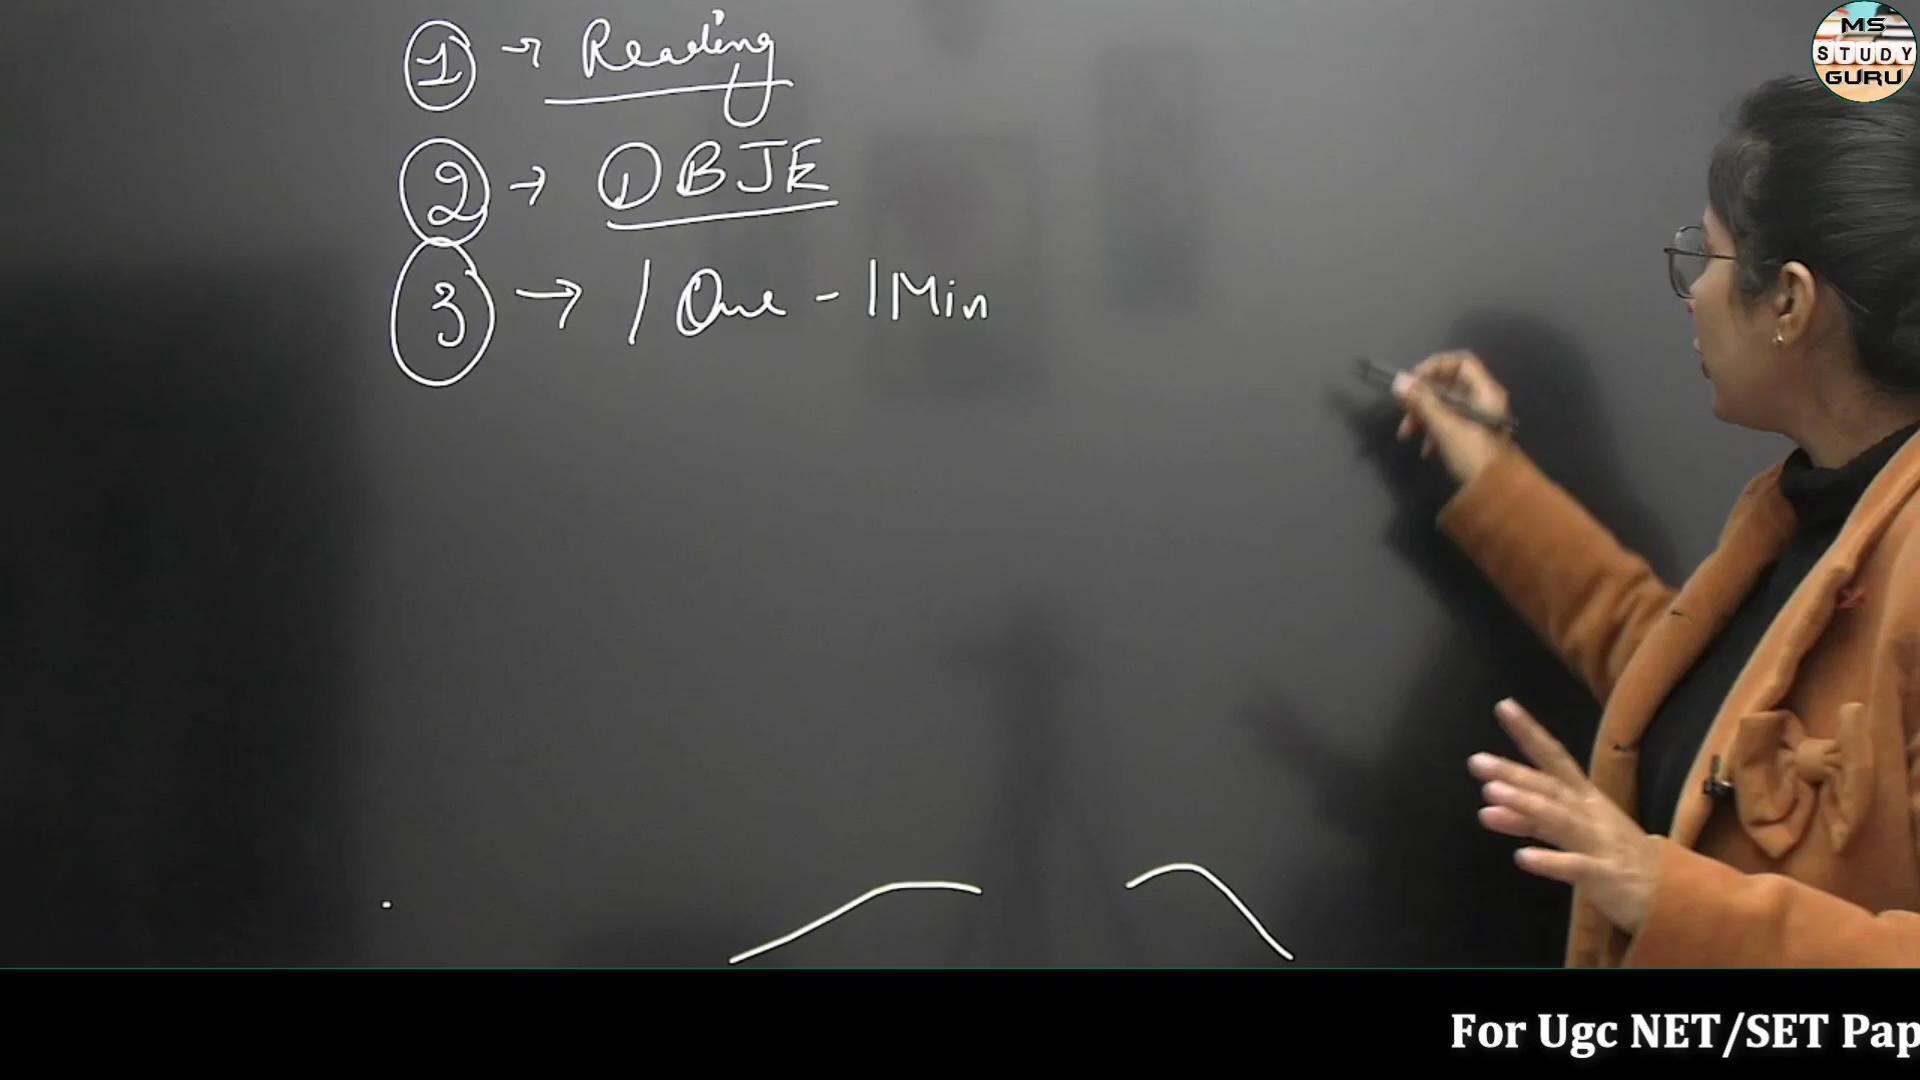 MS
STUDY
GURU
1 → Reading
2 → OBJE
3 → 1 Que - 1 Min
For Ugc NET/SET Pap